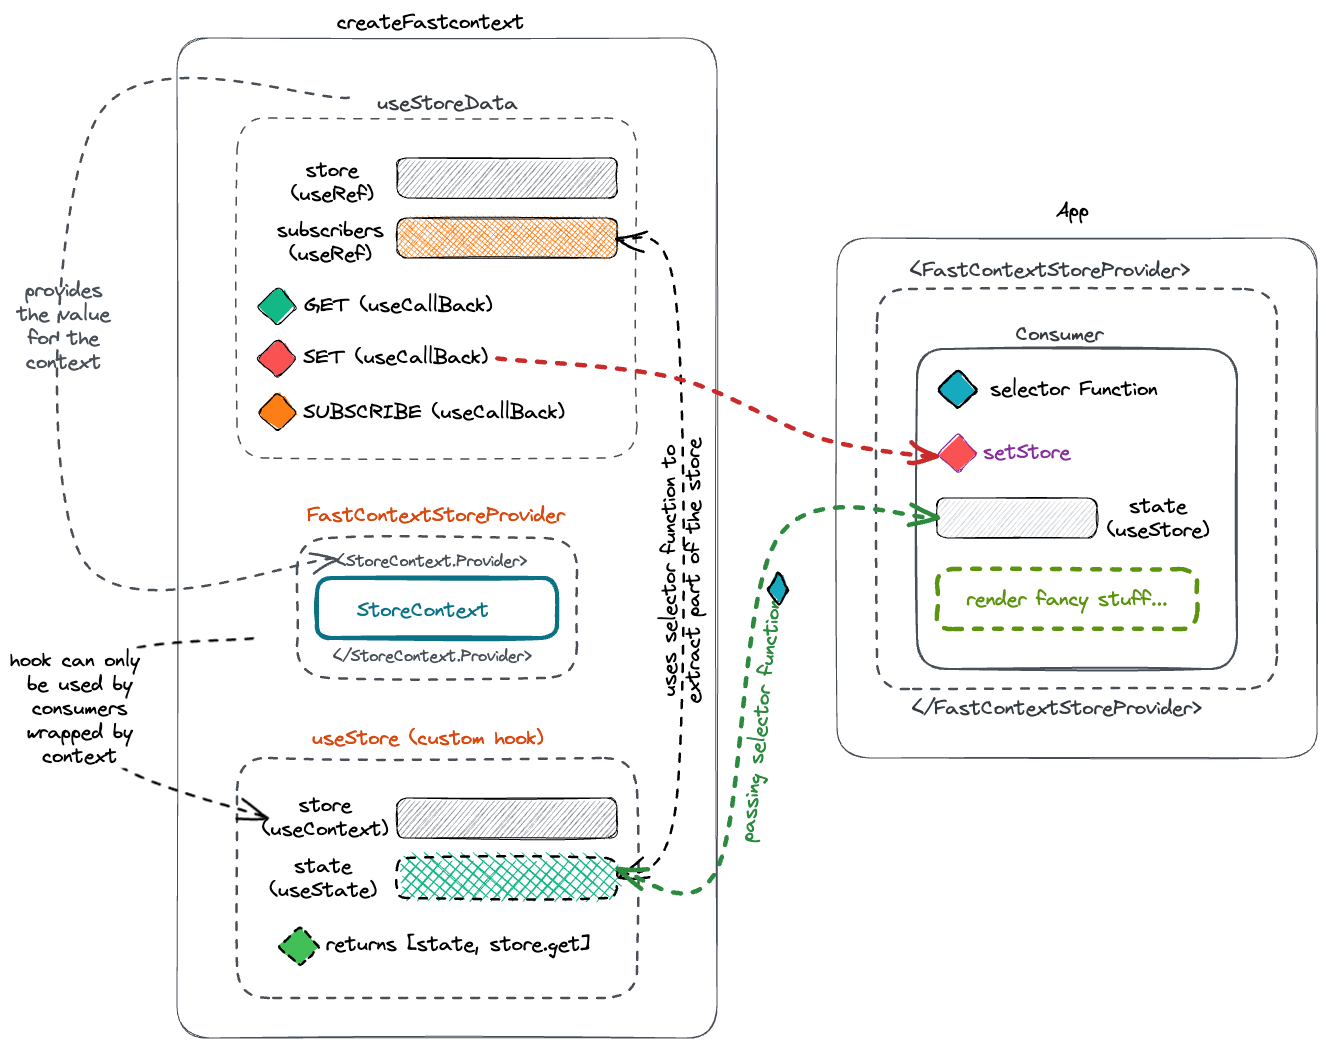 createFastcontext
useStoreData
store
(useRef)
subscribers
(useRef)
GET (useCallBack)
SET (useCallBack)
SUBSCRIBE (useCallBack)
provides
the value
for the
context
FastContextStoreProvider
<StoreContext.Provider>
StoreContext
</StoreContext.Provider>
hook can only
be used by
consumers
wrapped by
context
useStore (custom hook)
store
(useContext)
state
(useState)
returns [state, store.get]
uses selector function to
extract part of the store
passing selector function
App
<FastContextStoreProvider>
Consumer
selector Function
setStore
state
(useStore)
render fancy stuff...
</FastContextStoreProvider>